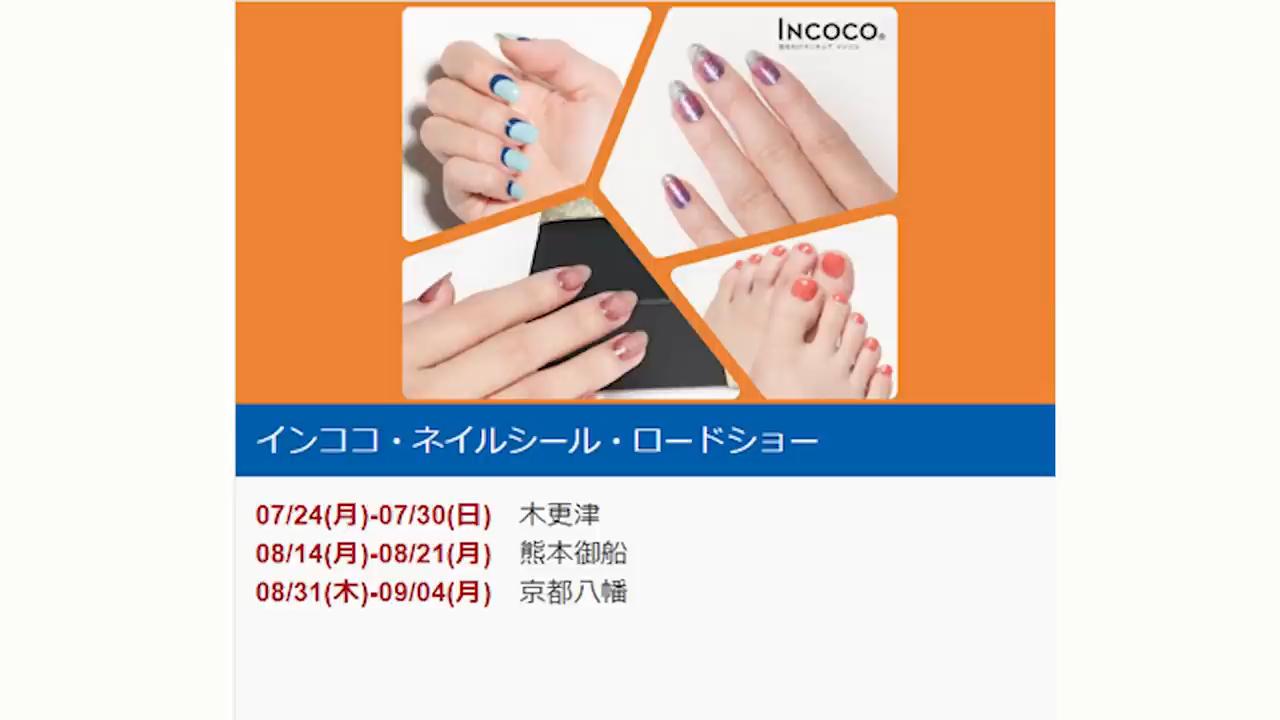 INCOCO®
インココ・ネイルシール・ロードショー
07/24(月)-07/30(日) 木更津
08/14(月)-08/21(月) 熊本御船
08/31(木)-09/04(月) 京都八幡